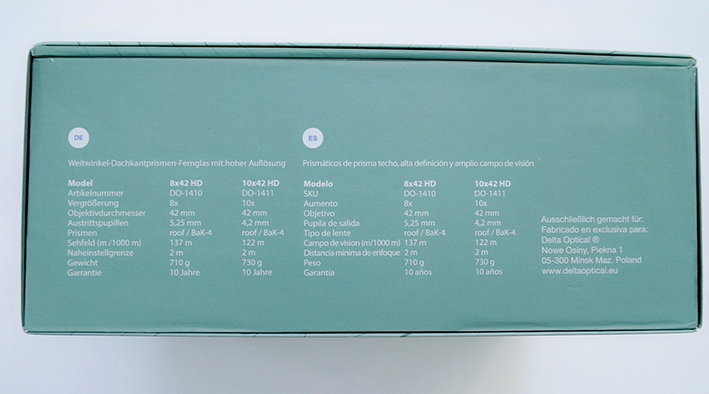 DE
Weitwinkel-Dachkantprismen-Fernglas mit hoher Auflösung
Model 8x42 HD 10x42 HD
Artikelnummer DO-1410 DO-1411
Vergrößerung 8x 10x
Objektivdurchmesser 42 mm 42 mm
Austrittspupillen 5,25 mm 4,2 mm
Prismen roof / BaK-4 roof / BaK-4
Sehfeld (m /1000 m) 137 m 122 m
Naheinstellgrenze 2 m 2 m
Gewicht 710 g 730 g
Garrantie 10 Jahre 10 Jahre
ES
Prismáticos de prisma techo, alta definición y amplio campo de visión
Modelo 8x42 HD 10x42 HD
SKU DO-1410 DO-1411
Aumento 8x 10x
Objetivo 42 mm 42 mm
Pupila de salida 5,25 mm 4,2 mm
Tipo de lente roof / BaK-4 roof / BaK-4
Campo de vision (m/1000 m) 137 m 122 m
Distancia mínima de enfoque 2 m 2 m
Peso 710 g 730 g
Garantía 10 años 10 años
Ausschließlich gemacht für:
Fabricado en exclusiva para:
Delta Optical ®
Nowe Osiny, Piekna 1
05-300 Minsk Maz. Poland
www.deltaoptical.eu